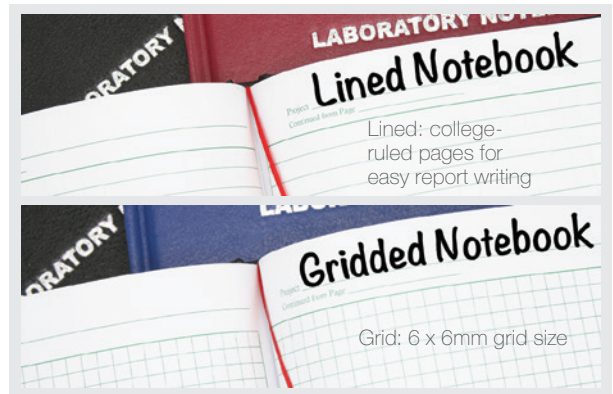 LABORATORY
LABORATORY NOTE
Lined Notebook
Project
Continued from Page
Lined: college-
ruled pages for
easy report writing
LABORATORY
Gridded Notebook
Project
Continued From Page
Grid: 6 x 6mm grid size